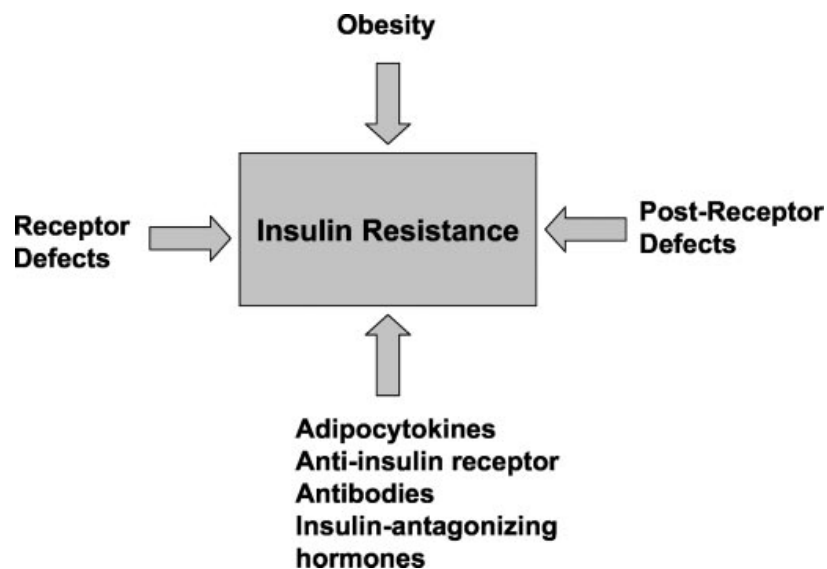 Obesity
Receptor
Defects
Insulin Resistance
Post-Receptor
Defects
Adipocytokines
Anti-insulin receptor
Antibodies
Insulin-antagonizing
hormones